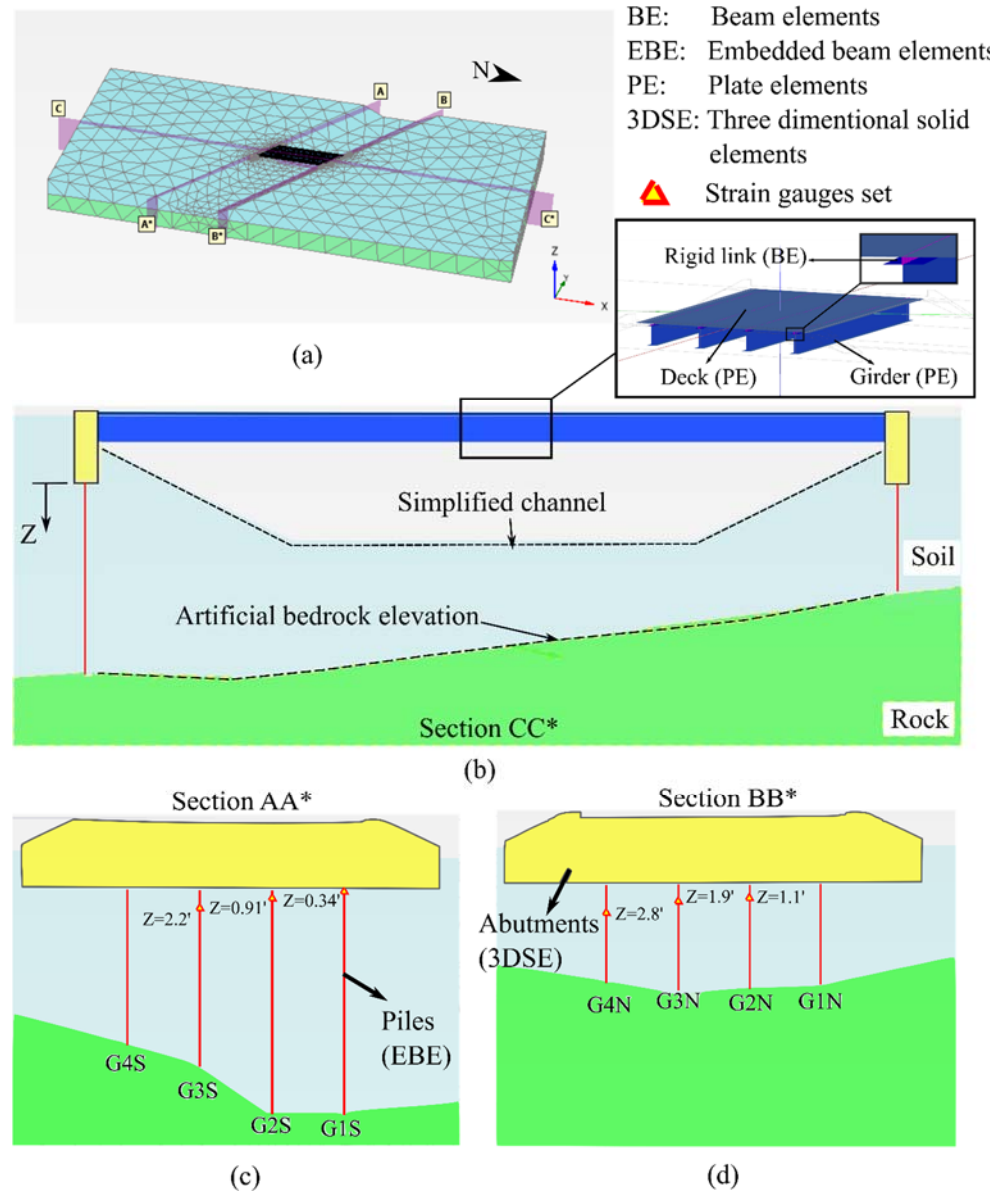 BE: Beam elements
EBE: Embedded beam elements
PE: Plate elements
3DSE: Three dimentional solid
elements
Strain gauges set
N
A
B
C
A*
B*
C*
Z
Y
X
(a)
Rigid link (BE)
Deck (PE)
Girder (PE)
Simplified channel
Z
Soil
Artificial bedrock elevation
Section CC*
Rock
(b)
Section AA*
Z=2.2'
Z=0.91'
Z=0.34'
Piles
(EBE)
G4S
G3S
G2S
G1S
(c)
Section BB*
Z=2.8'
Z=1.9'
Z=1.1'
Abutments
(3DSE)
G4N
G3N
G2N
G1N
(d)